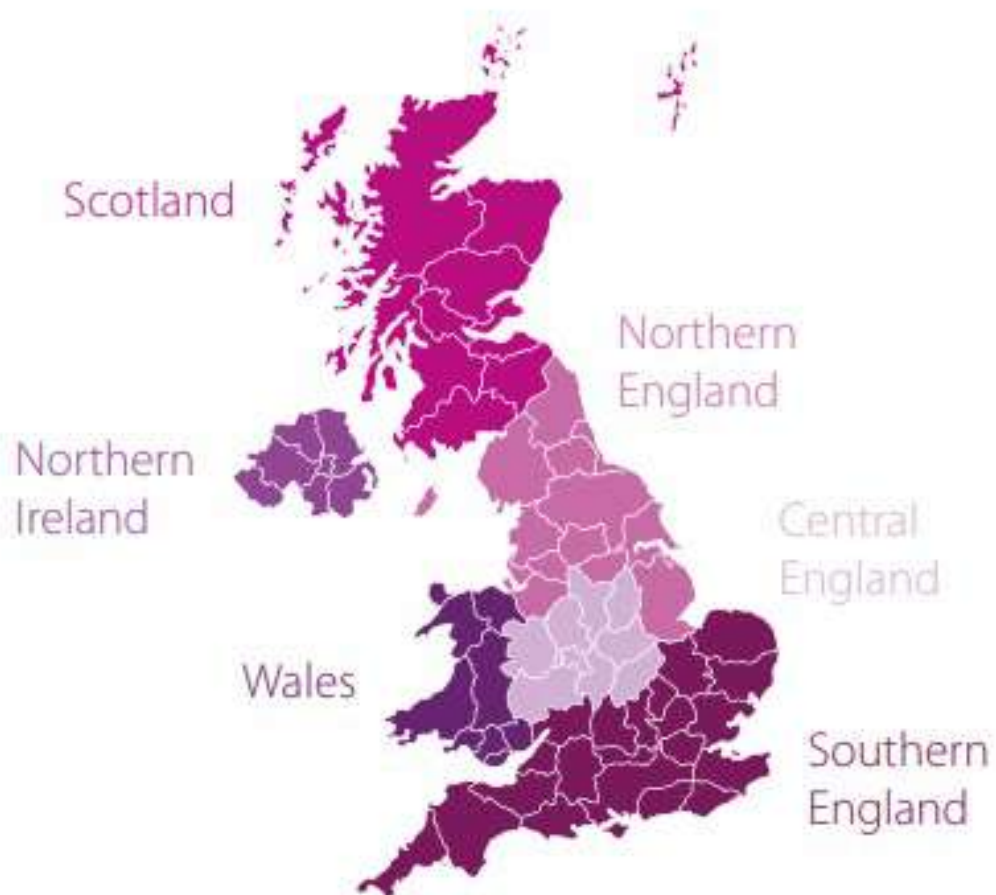 Scotland
Northern
England
Northern
Ireland
Central
England
Wales
Southern
England